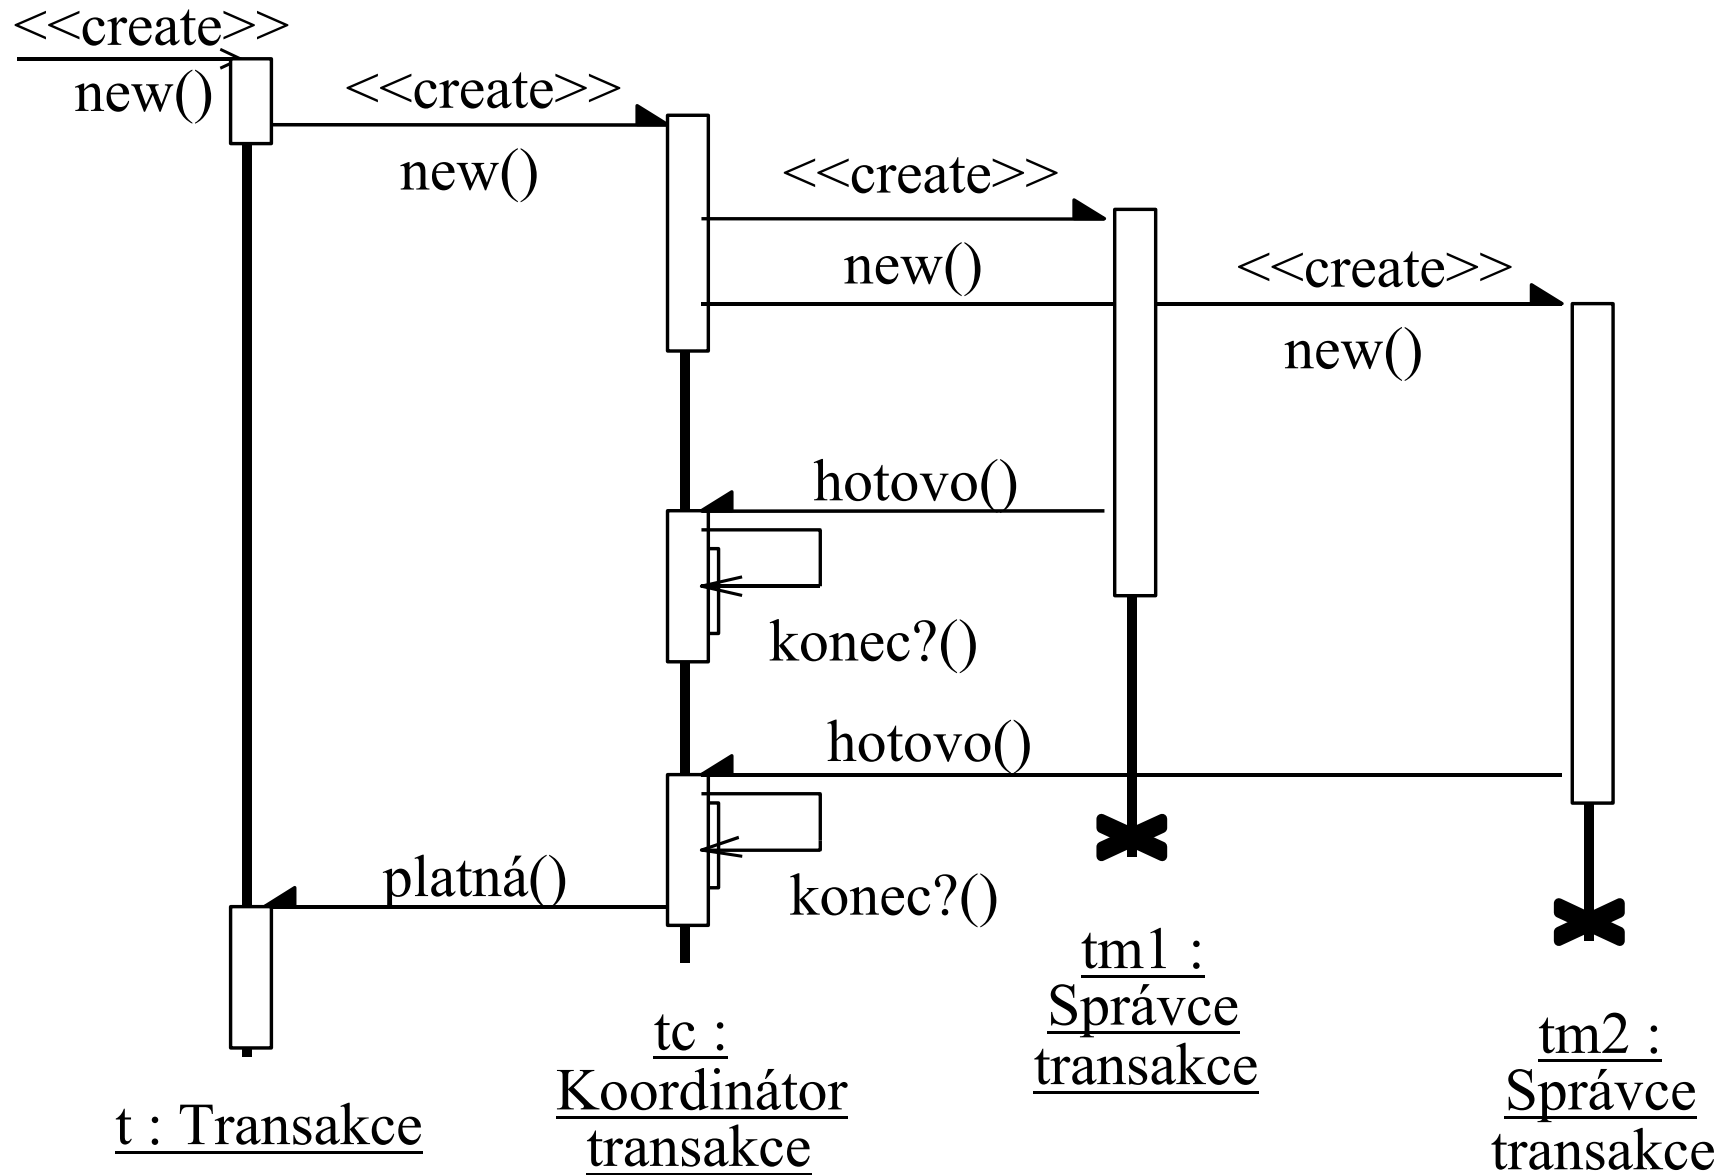 <<create>>
new()
<<create>>
new()
<<create>>
new()
<<create>>
new()
hotovo()
konec?()
hotovo()
konec?()
platná()
t : Transakce
tc :
Koordinátor
transakce
tm1 :
Správce
transakce
tm2 :
Správce
transakce